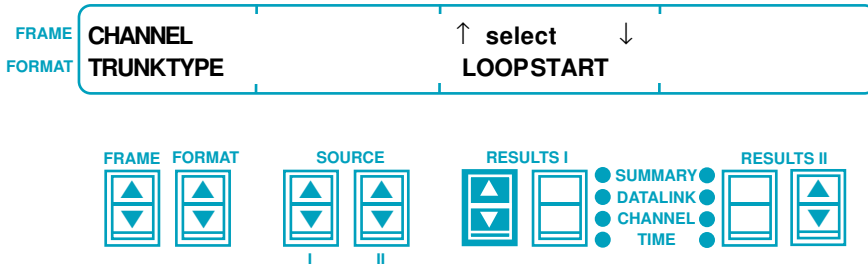 FRAME CHANNEL ↑ select ↓
FORMAT TRUNKTYPE LOOPSTART
FRAME FORMAT SOURCE RESULTS I RESULTS II
SUMMARY
DATALINK
CHANNEL
TIME
I II